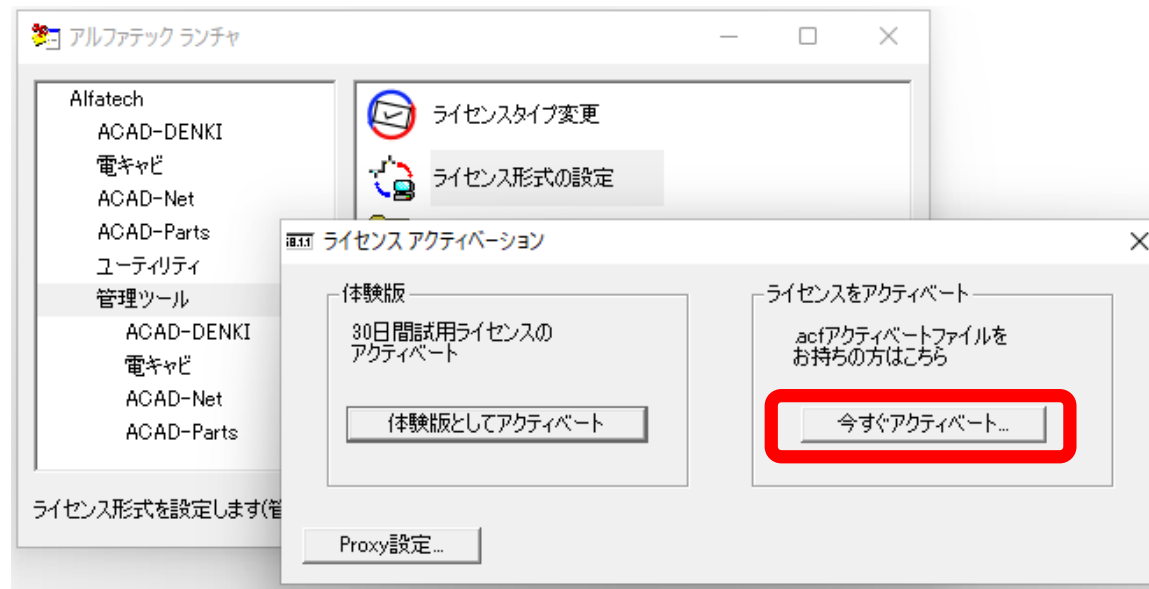 アルファテック ランチャ
Alfatech
ACAD-DENKI
電キャビ
ACAD-Net
ACAD-Parts
ユーティリティ
管理ツール
ACAD-DENKI
電キャビ
ACAD-Net
ACAD-Parts
ライセンスタイプ変更
ライセンス形式の設定
ライセンス形式を設定します(管
ライセンス アクティベーション
体験版
30日間試用ライセンスの
アクティベート
体験版としてアクティベート
ライセンスをアクティベート
.acfアクティベートファイルを
お持ちの方はこちら
今すぐアクティベート...
Proxy設定...